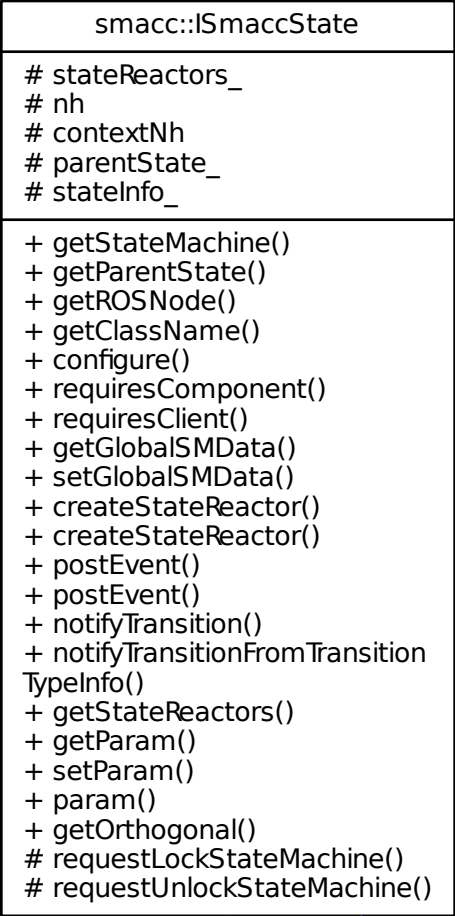 smacc::ISmaccState
# stateReactors_
# nh
# contextNh
# parentState_
# stateInfo_
+ getStateMachine()
+ getParentState()
+ getROSNode()
+ getClassName()
+ configure()
+ requiresComponent()
+ requiresClient()
+ getGlobalSMData()
+ setGlobalSMData()
+ createStateReactor()
+ createStateReactor()
+ postEvent()
+ postEvent()
+ notifyTransition()
+ notifyTransitionFromTransition
TypeInfo()
+ getStateReactors()
+ getParam()
+ setParam()
+ param()
+ getOrthogonal()
# requestLockStateMachine()
# requestUnlockStateMachine()